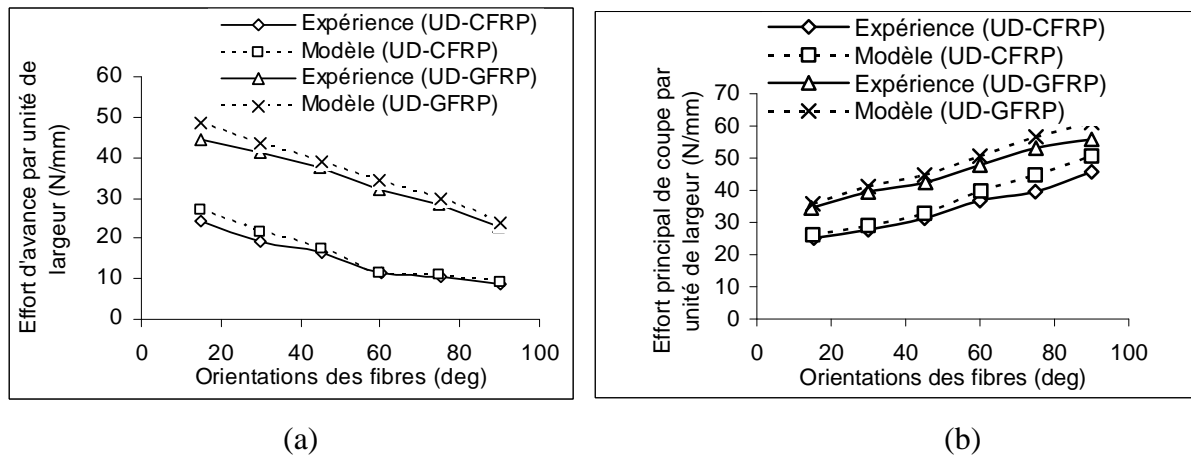 Expérience (UD-CFRP)
Modèle (UD-CFRP)
Expérience (UD-GFRP)
Modèle (UD-GFRP)
Effort d'avance par unité de
largeur (N/mm)
60
50
40
30
20
10
0
0 20 40 60 80 100
Orientations des fibres (deg)
(a)
Expérience (UD-CFRP)
Modèle (UD-CFRP)
Expérience (UD-GFRP)
Modèle (UD-GFRP)
Effort principal de coupe par
unité de largeur (N/mm)
70
60
50
40
30
20
10
0
0 20 40 60 80 100
Orientations des fibres (deg)
(b)